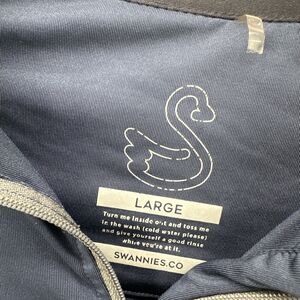 LARGE
Turn me inside out and toss me
in the wash (cold water please)
and give yourself a good rinse
while you're at it.
SWANNIES.CO